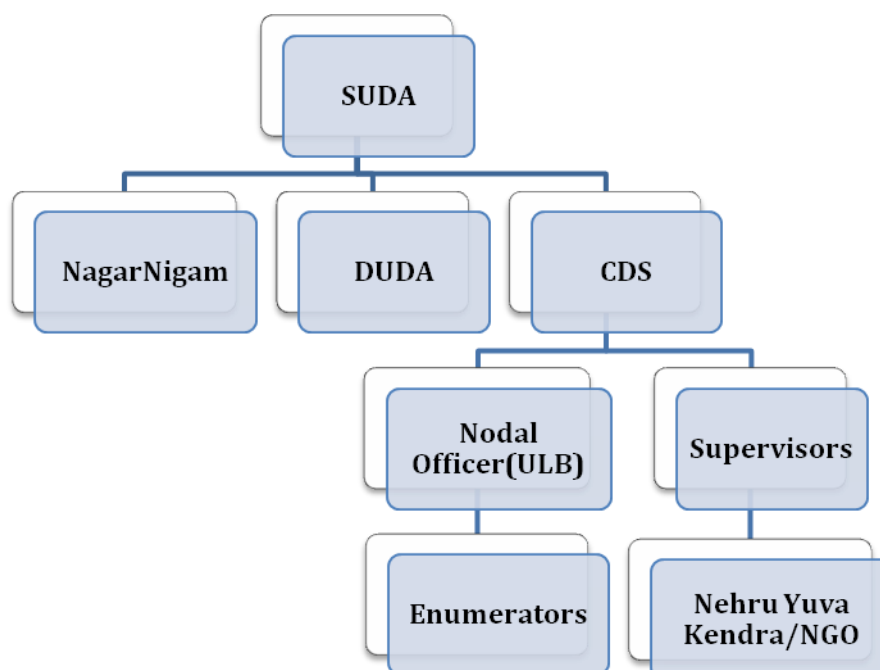 SUDA
NagarNigam
DUDA
CDS
Nodal
Officer(ULB)
Supervisors
Enumerators
Nehru Yuva
Kendra/NGO